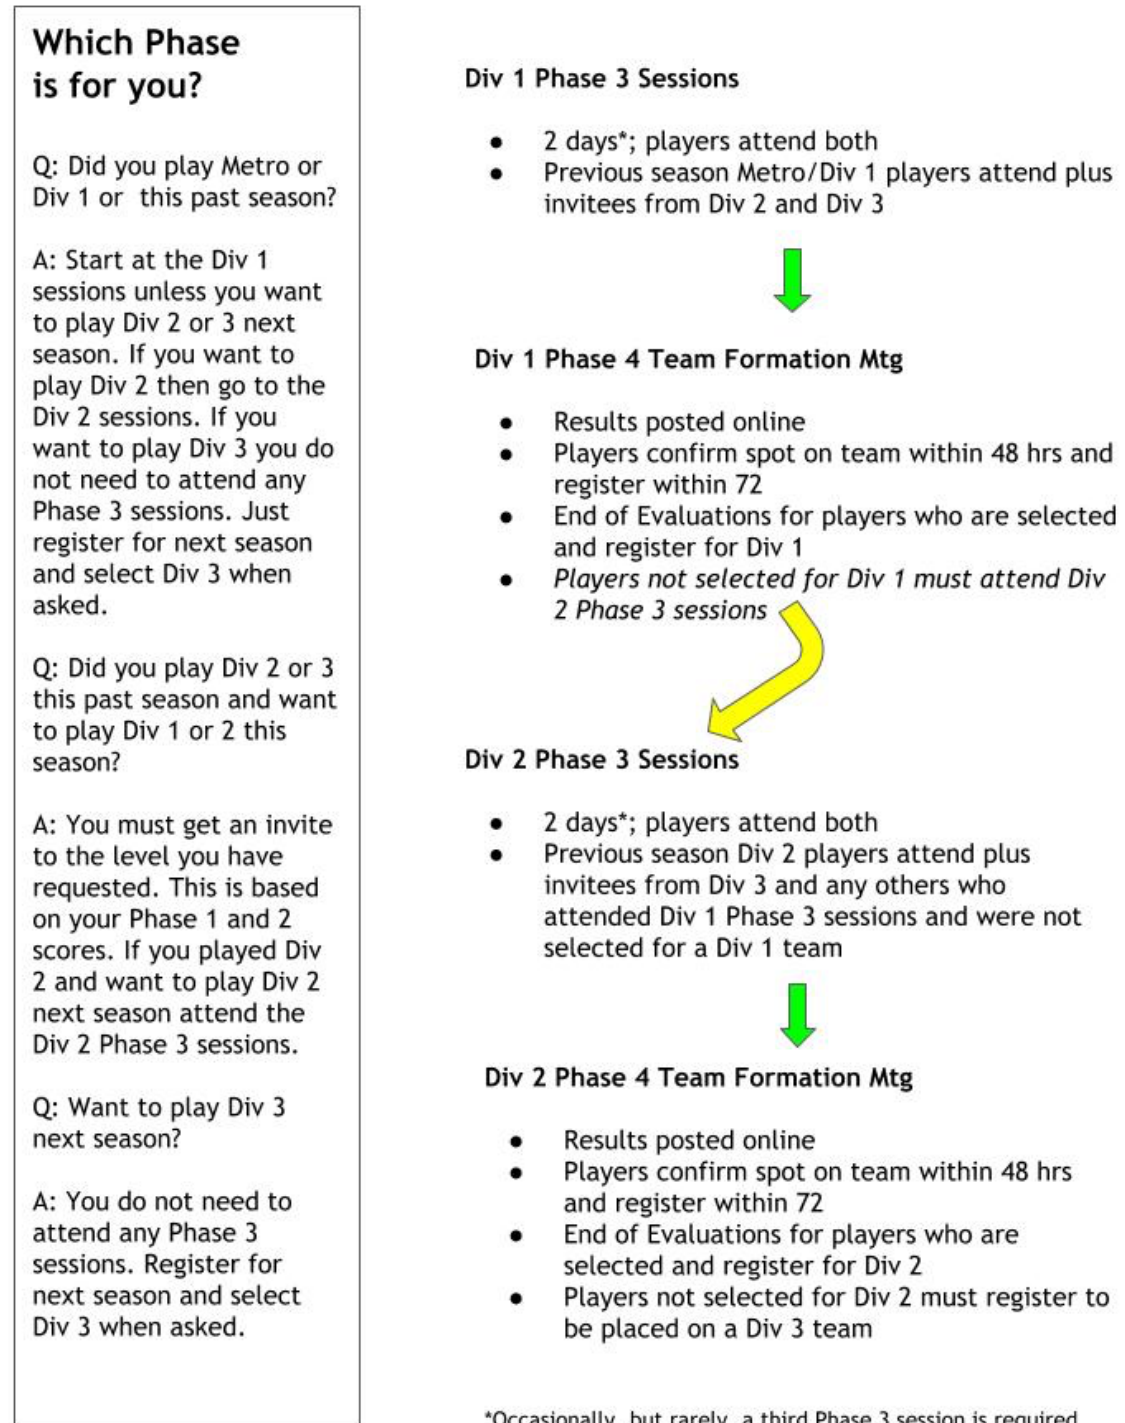 Which Phase
is for you?
Q: Did you play Metro or
Div 1 or  this past season?
A: Start at the Div 1
sessions unless you want
to play Div 2 or 3 next
season. If you want to
play Div 2 then go to the
Div 2 sessions. If you
want to play Div 3 you do
not need to attend any
Phase 3 sessions. Just
register for next season
and select Div 3 when
asked.
Q: Did you play Div 2 or 3
this past season and want
to play Div 1 or 2 this
season?
A: You must get an invite
to the level you have
requested. This is based
on your Phase 1 and 2
scores. If you played Div
2 and want to play Div 2
next season attend the
Div 2 Phase 3 sessions.
Q: Want to play Div 3
next season?
A: You do not need to
attend any Phase 3
sessions. Register for
next season and select
Div 3 when asked.
Div 1 Phase 3 Sessions
● 2 days*; players attend both
● Previous season Metro/Div 1 players attend plus
invitees from Div 2 and Div 3
Div 1 Phase 4 Team Formation Mtg
● Results posted online
● Players confirm spot on team within 48 hrs and
register within 72
● End of Evaluations for players who are selected
and register for Div 1
● Players not selected for Div 1 must attend Div
2 Phase 3 sessions
Div 2 Phase 3 Sessions
● 2 days*; players attend both
● Previous season Div 2 players attend plus
invitees from Div 3 and any others who
attended Div 1 Phase 3 sessions and were not
selected for a Div 1 team
Div 2 Phase 4 Team Formation Mtg
● Results posted online
● Players confirm spot on team within 48 hrs
and register within 72
● End of Evaluations for players who are
selected and register for Div 2
● Players not selected for Div 2 must register to
be placed on a Div 3 team
*Occasionally, but rarely, a third Phase 3 session is required